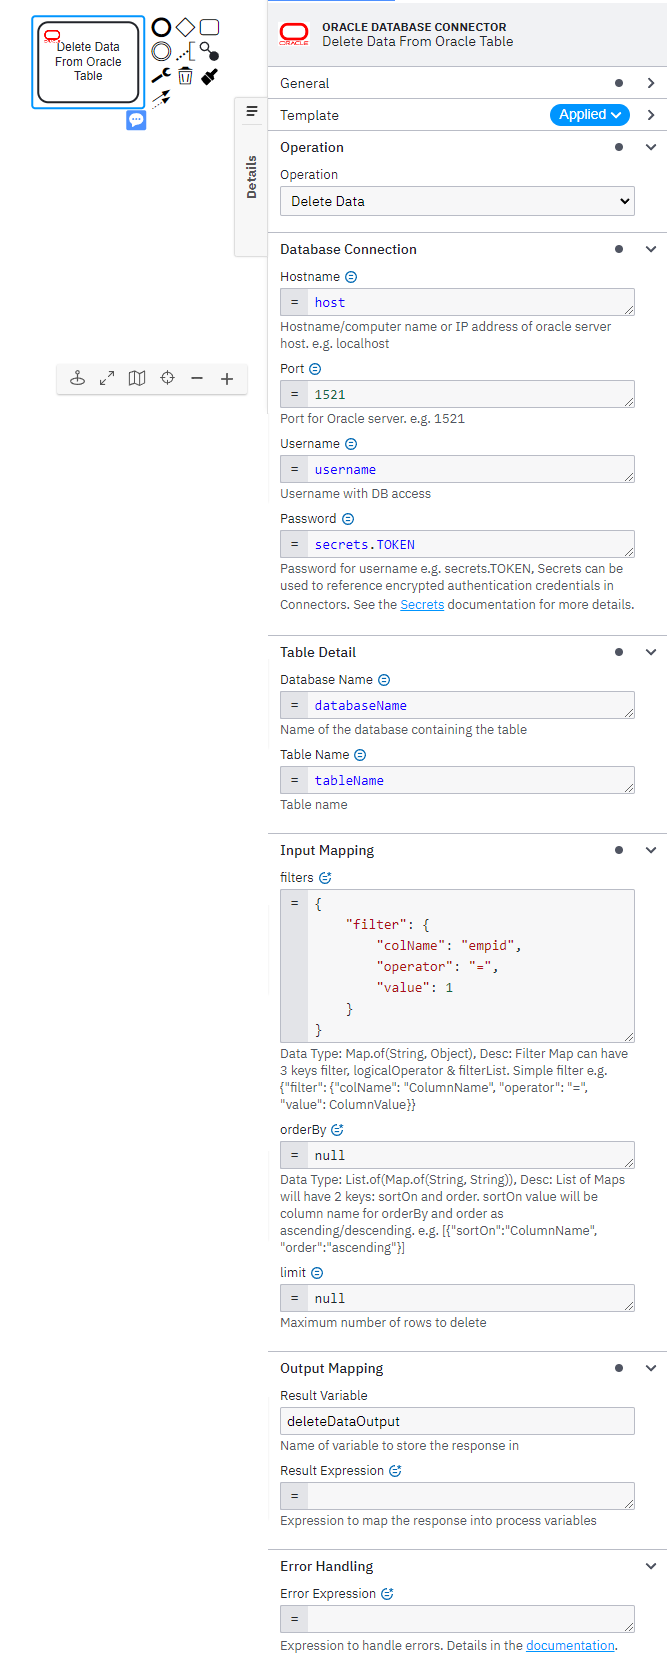 ORACLE
Delete Data
From Oracle
Table
Details
ORACLE
ORACLE DATABASE CONNECTOR
Delete Data From Oracle Table
General
Template
Applied
Operation
Operation
Delete Data
Database Connection
Hostname
= host
Hostname/computer name or IP address of oracle server
host. e.g. localhost
Port
= 1521
Port for Oracle server. e.g. 1521
Username
= username
Username with DB access
Password
= secrets.TOKEN
Password for username e.g. secrets.TOKEN, Secrets can be
used to reference encrypted authentication credentials in
Connectors. See the Secrets documentation for more details.
Table Detail
Database Name
= databaseName
Name of the database containing the table
Table Name
= tableName
Table name
Input Mapping
filters
= {
"filter": {
"colName": "empid",
"operator": "=",
"value": 1
}
}
Data Type: Map.of(String, Object), Desc: Filter Map can have
3 keys filter, logicalOperator & filterList. Simple filter e.g.
{"filter": {"colName": "ColumnName", "operator": "=",
"value": ColumnValue}}
orderBy
= null
Data Type: List.of(Map.of(String, String)), Desc: List of Maps
will have 2 keys: sortOn and order. sortOn value will be
column name for orderBy and order as
ascending/descending. e.g. [{"sortOn":"ColumnName",
"order":"ascending"}]
limit
= null
Maximum number of rows to delete
Output Mapping
Result Variable
deleteDataOutput
Name of variable to store the response in
Result Expression
=
Expression to map the response into process variables
Error Handling
Error Expression
=
Expression to handle errors. Details in the documentation.